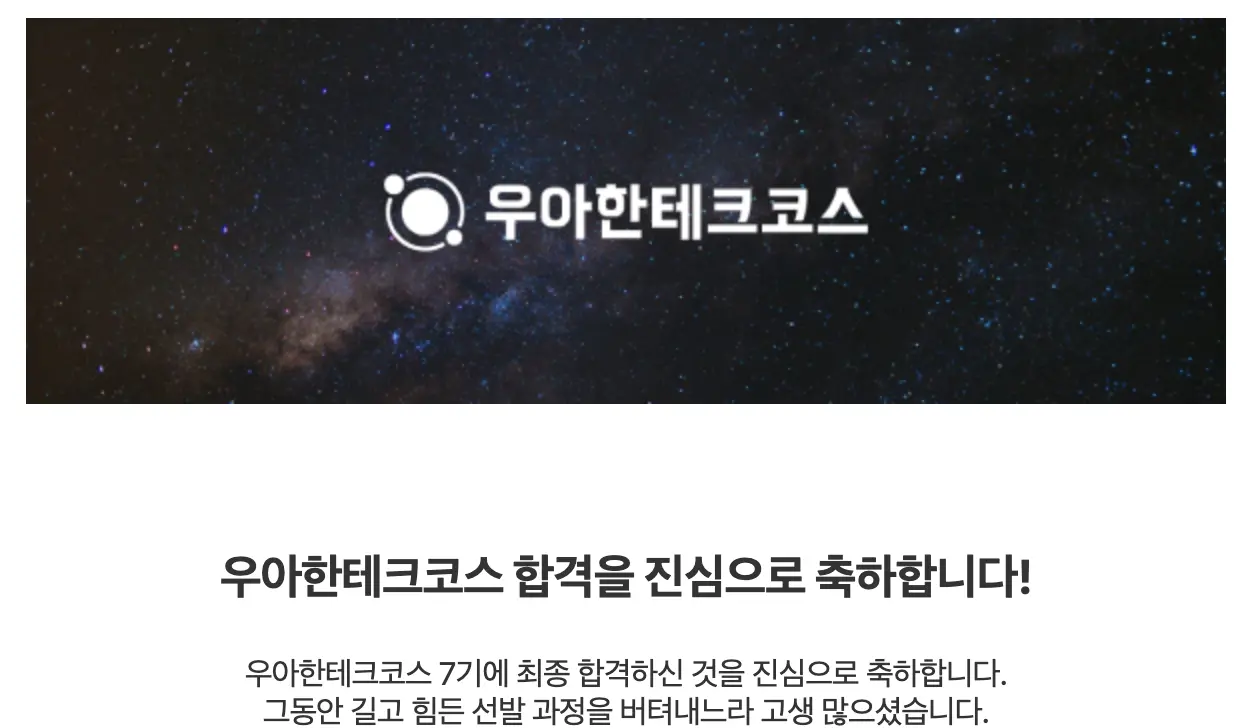 우아한테크코스
우아한테크코스 합격을 진심으로 축하합니다!
우아한테크코스 7기에 최종 합격하신 것을 진심으로 축하합니다.
그동안 길고 힘든 선발 과정을 버텨내느라 고생 많으셨습니다.